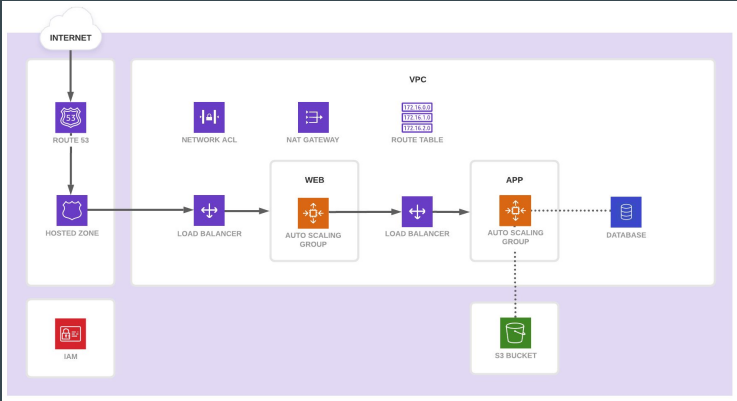 INTERNET
VPC
53
172.16.0.0
172.16.1.0
172.16.2.0
ROUTE 53
NETWORK ACL
NAT GATEWAY
ROUTE TABLE
WEB
APP
HOSTED ZONE
LOAD BALANCER
AUTO SCALING
GROUP
LOAD BALANCER
AUTO SCALING
GROUP
DATABASE
IAM
S3 BUCKET